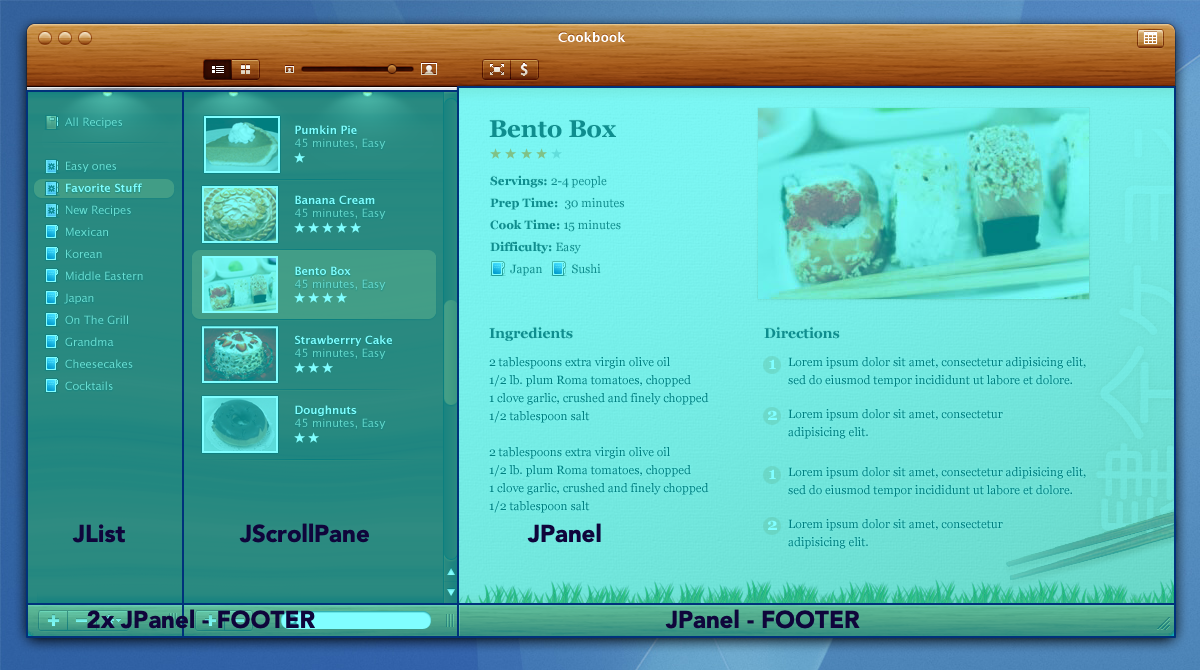 Cookbook
$
All Recipes
Easy ones
Favorite Stuff
New Recipes
Mexican
Korean
Middle Eastern
Japan
On The Grill
Grandma
Cheesecakes
Cocktails
JList
Pumkin Pie
45 minutes, Easy
Banana Cream
45 minutes, Easy
Bento Box
45 minutes, Easy
Strawberrry Cake
45 minutes, Easy
Doughnuts
45 minutes, Easy
JScrollPane
Bento Box
Servings: 2-4 people
Prep Time: 30 minutes
Cook Time: 15 minutes
Difficulty: Easy
Japan Sushi
Ingredients
2 tablespoons extra virgin olive oil
1/2 lb. plum Roma tomatoes, chopped
1 clove garlic, crushed and finely chopped
1/2 tablespoon salt
2 tablespoons extra virgin olive oil
1/2 lb. plum Roma tomatoes, chopped
1 clove garlic, crushed and finely chopped
1/2 tablespoon salt
Directions
1 Lorem ipsum dolor sit amet, consectetur adipisicing elit,
sed do eiusmod tempor incididunt ut labore et dolore.
2 Lorem ipsum dolor sit amet, consectetur
adipisicing elit.
1 Lorem ipsum dolor sit amet, consectetur adipisicing elit,
sed do eiusmod tempor incididunt ut labore et dolore.
2 Lorem ipsum dolor sit amet, consectetur
adipisicing elit.
JPanel
2x JPanel - FOOTER
JPanel - FOOTER